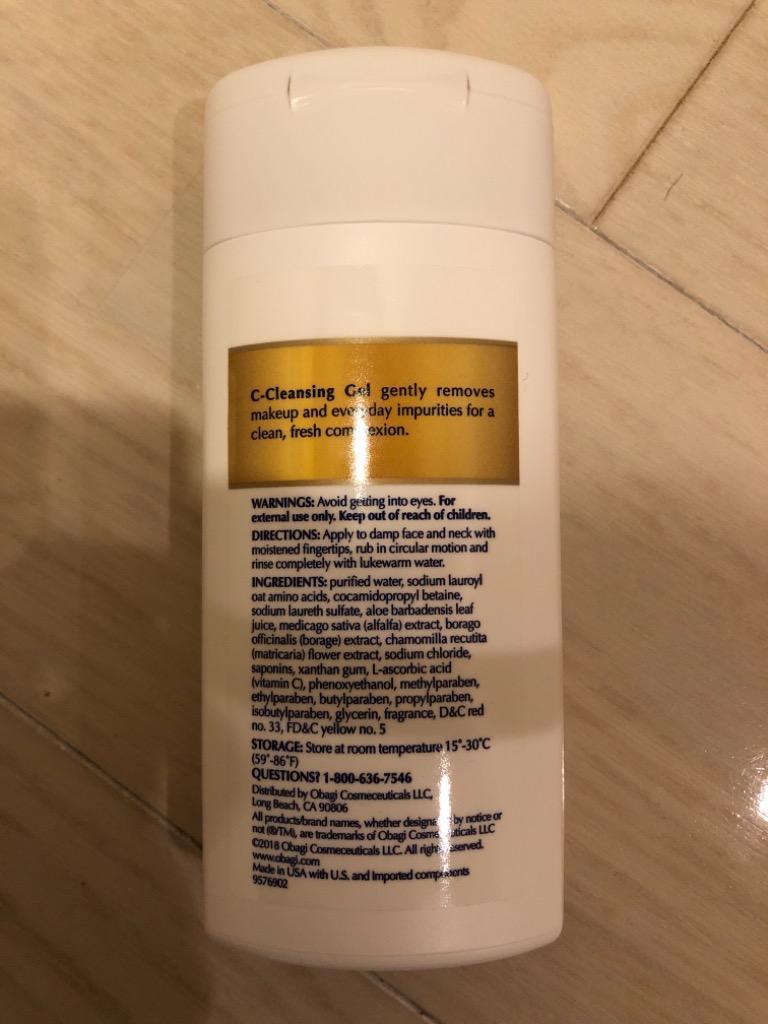 C-Cleansing Gel gently removes
makeup and everyday impurities for a
clean, fresh complexion.
WARNINGS: Avoid getting into eyes. For
external use only. Keep out of reach of children.
DIRECTIONS: Apply to damp face and neck with
moistened fingertips, rub in circular motion and
rinse completely with lukewarm water.
INGREDIENTS: purified water, sodium lauroyl
oat amino acids, cocamidopropyl betaine,
sodium laureth sulfate, aloe barbadensis leaf
juice, medicago sativa (alfalfa) extract, borago
officinalis (borage) extract, chamomilla recutita
(matricaria) flower extract, sodium chloride,
saponins, xanthan gum, L-ascorbic acid
(vitamin C), phenoxyethanol, methylparaben,
ethylparaben, butylparaben, propylparaben,
isobutylparaben, glycerin, fragrance, D&C red
no. 33, FD&C yellow no. 5
STORAGE: Store at room temperature 15°-30°C
(59°-86°F)
QUESTIONS? 1-800-636-7546
Distributed by Obagi Cosmeceuticals LLC,
Long Beach, CA 90806
All products/brand names, whether designated by notice or
not (®/TM), are trademarks of Obagi Cosmeceuticals LLC
©2018 Obagi Cosmeceuticals LLC. All rights reserved.
www.obagi.com
Made in USA with U.S. and Imported components
9576902